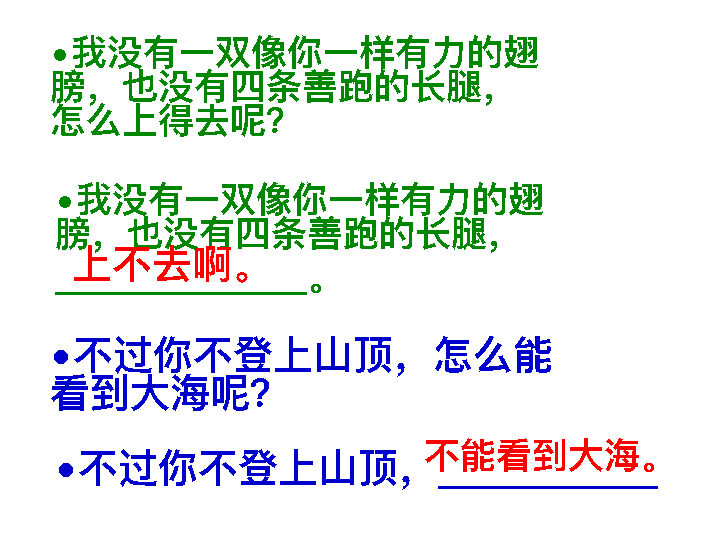 •我没有一双像你一样有力的翅
膀，也没有四条善跑的长腿，
怎么上得去呢?
•我没有一双像你一样有力的翅
膀，也没有四条善跑的长腿，
上不去啊。
____________。
•不过你不登上山顶，怎么能
看到大海呢?
•不过你不登上山顶，不能看到大海。